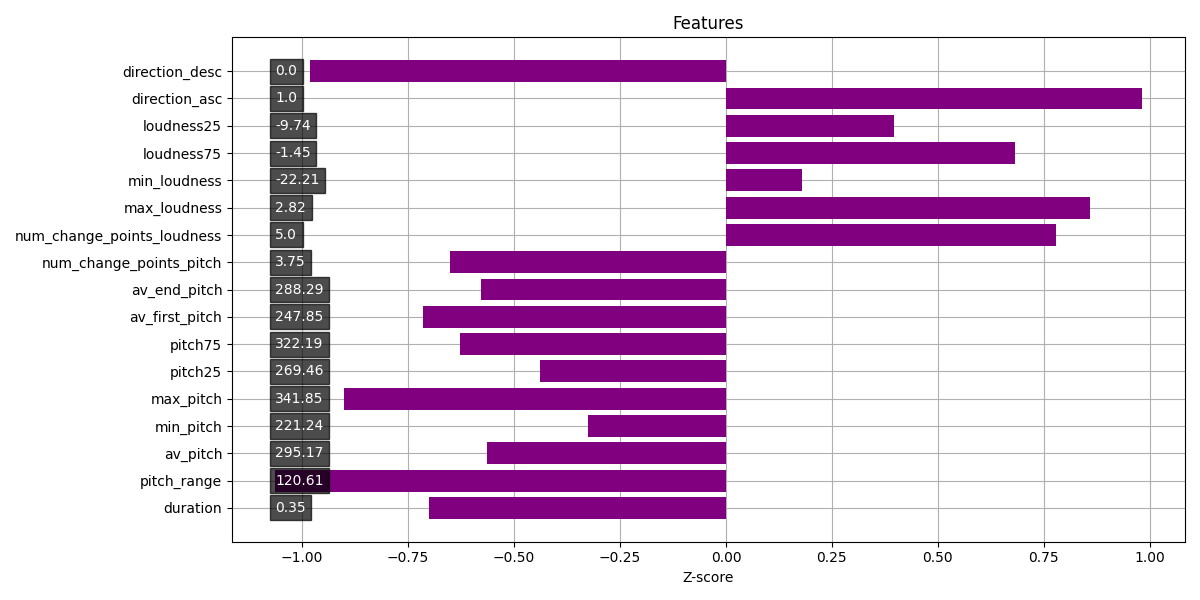 Features
direction_desc 0.0
direction_asc 1.0
loudness25 -9.74
loudness75 -1.45
min_loudness -22.21
max_loudness 2.82
num_change_points_loudness 5.0
num_change_points_pitch 3.75
av_end_pitch 288.29
av_first_pitch 247.85
pitch75 322.19
pitch25 269.46
max_pitch 341.85
min_pitch 221.24
av_pitch 295.17
pitch_range 120.61
duration 0.35
−1.00 −0.75 −0.50 −0.25 0.00 0.25 0.50 0.75 1.00
Z-score